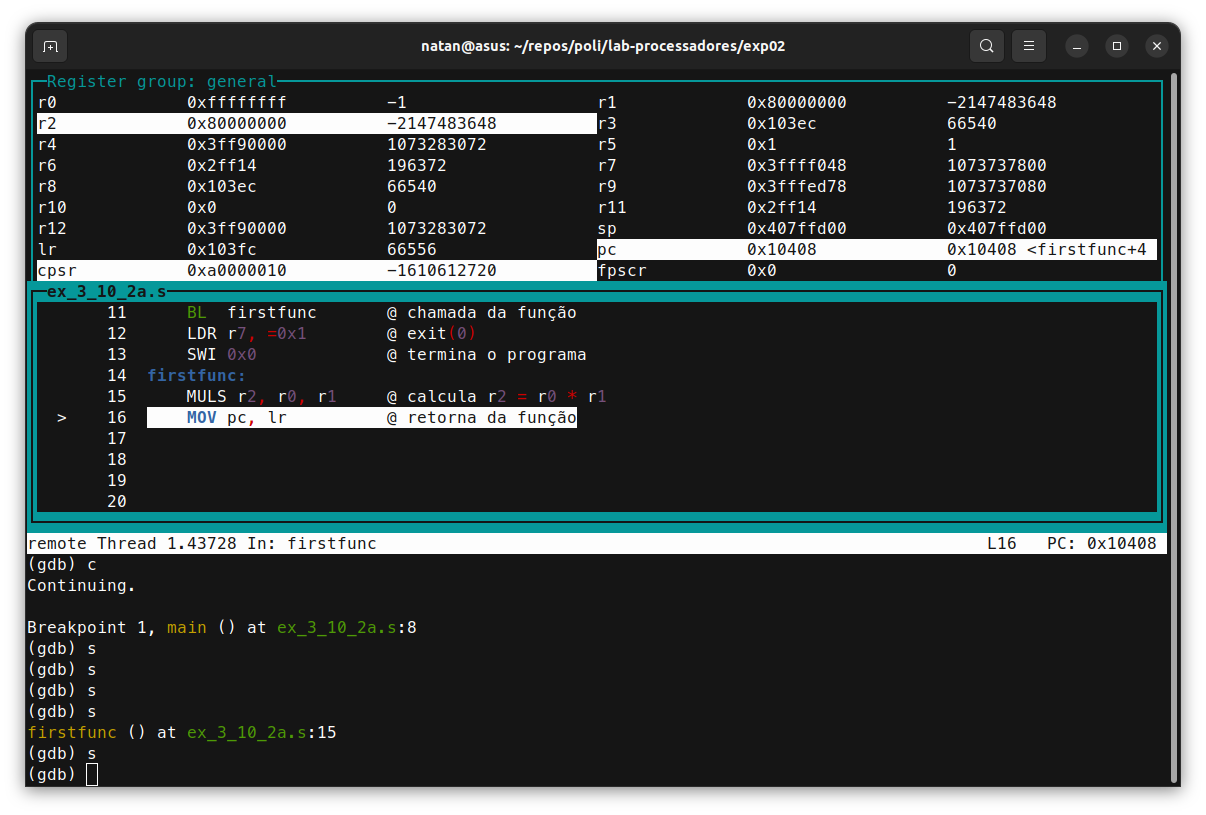 natan@asus: ~/repos/poli/lab-processadores/exp02
Register group: general
r0 0xffffffff -1 r1 0x80000000 -2147483648
r2 0x80000000 -2147483648 r3 0x103ec 66540
r4 0x3ff90000 1073283072 r5 0x1 1
r6 0x2ff14 196372 r7 0x3ffff048 1073737800
r8 0x103ec 66540 r9 0x3fffed78 1073737080
r10 0x0 0 r11 0x2ff14 196372
r12 0x3ff90000 1073283072 sp 0x407ffd00 0x407ffd00
lr 0x103fc 66556 pc 0x10408 0x10408 <firstfunc+4
cpsr 0xa0000010 -1610612720 fpscr 0x0 0
ex_3_10_2a.s
11 BL firstfunc @ chamada da função
12 LDR r7, =0x1 @ exit(0)
13 SWI 0x0 @ termina o programa
14 firstfunc:
15 MULS r2, r0, r1 @ calcula r2 = r0 * r1
> 16 MOV pc, lr @ retorna da função
17
18
19
20
remote Thread 1.43728 In: firstfunc L16 PC: 0x10408
(gdb) c
Continuing.
Breakpoint 1, main () at ex_3_10_2a.s:8
(gdb) s
(gdb) s
(gdb) s
(gdb) s
firstfunc () at ex_3_10_2a.s:15
(gdb) s
(gdb)